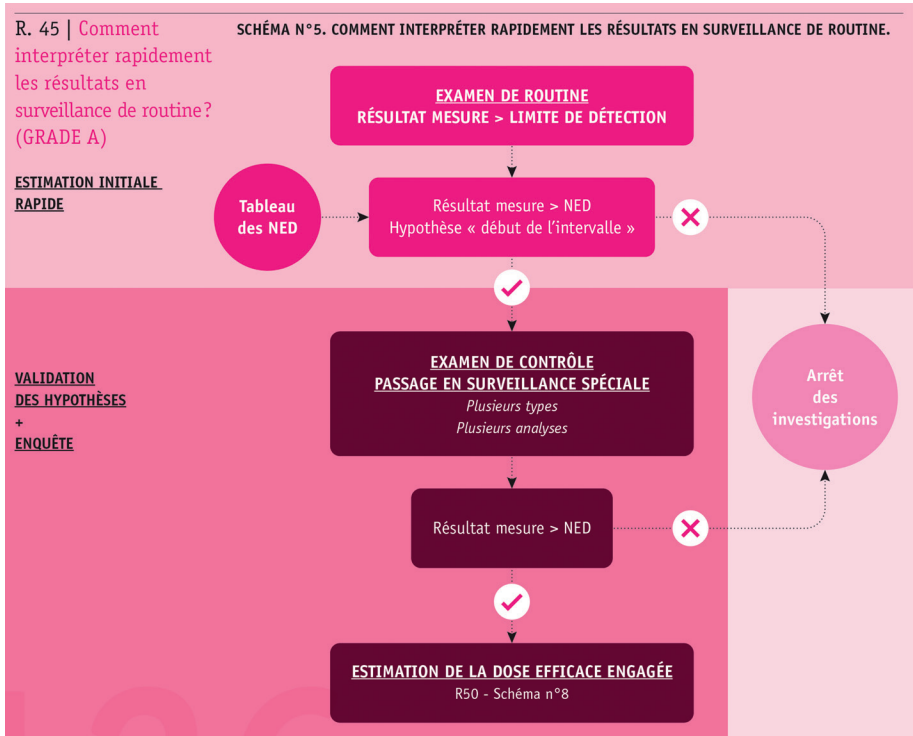 R. 45 | Comment
interpréter rapidement
les résultats en
surveillance de routine?
(GRADE A)
SCHÉMA N°5. COMMENT INTERPRÉTER RAPIDEMENT LES RÉSULTATS EN SURVEILLANCE DE ROUTINE.
EXAMEN DE ROUTINE
RÉSULTAT MESURE > LIMITE DE DÉTECTION
ESTIMATION INITIALE
RAPIDE
Tableau
des NED
Résultat mesure > NED
Hypothèse « début de l'intervalle »
VALIDATION
DES HYPOTHÈSES
+
ENQUÊTE
EXAMEN DE CONTRÔLE
PASSAGE EN SURVEILLANCE SPÉCIALE
Plusieurs types
Plusieurs analyses
Arrêt
des
investigations
Résultat mesure > NED
ESTIMATION DE LA DOSE EFFICACE ENGAGÉE
R50 - Schéma n°8